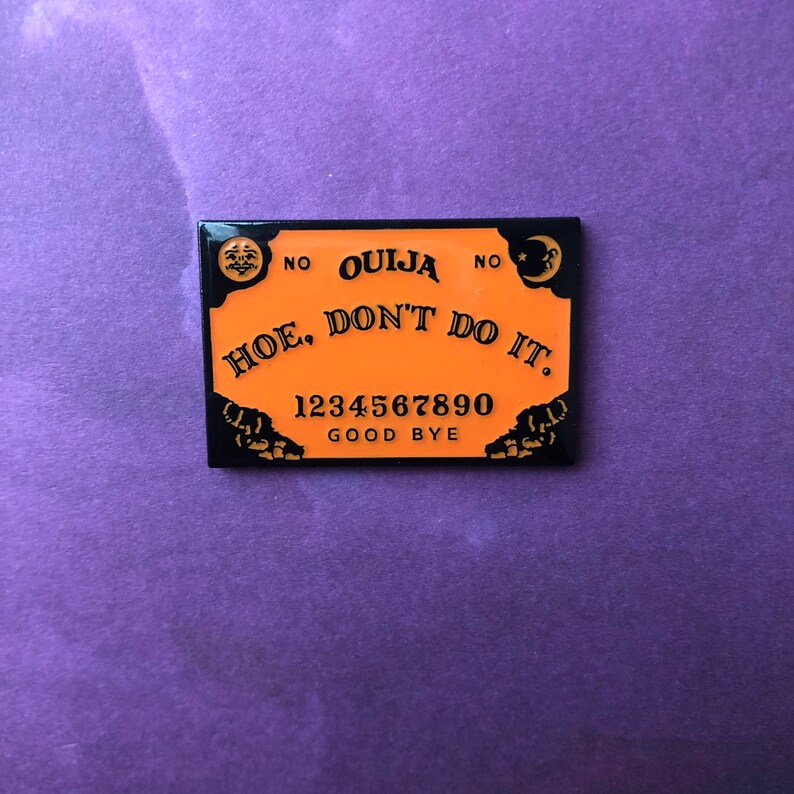 NO OUIJA NO
HOE, DON'T DO IT.
1234567890
GOOD BYE